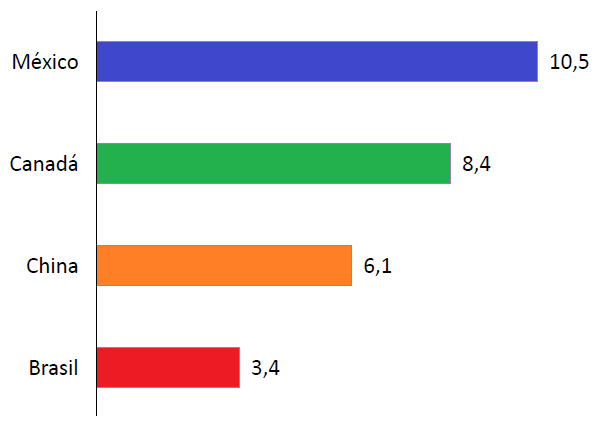 México 10,5
Canadá 8,4
China 6,1
Brasil 3,4